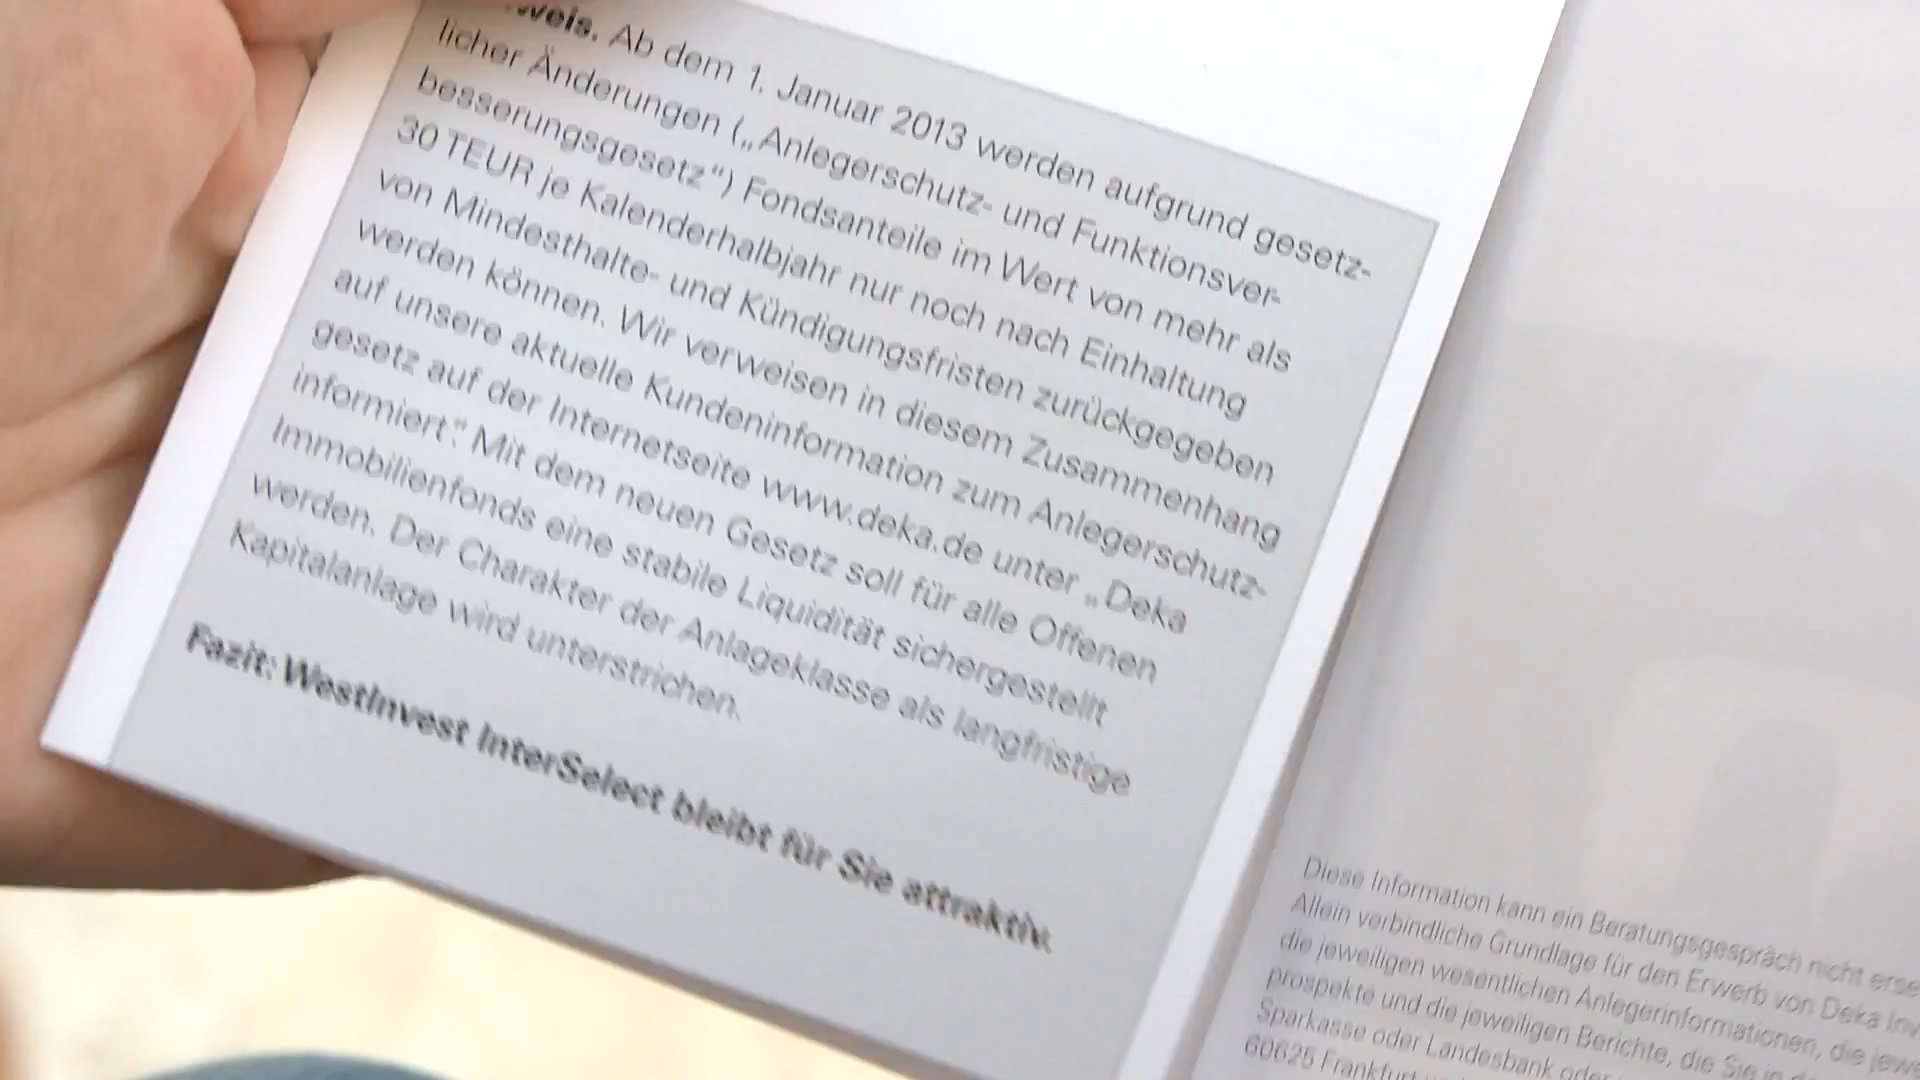 weis. Ab dem 1. Januar 2013 werden aufgrund gesetz-
licher Änderungen („Anlegerschutz- und Funktionsver-
besserungsgesetz“) Fondsanteile im Wert von mehr als
30 TEUR je Kalenderhalbjahr nur noch nach Einhaltung
von Mindesthalte- und Kündigungsfristen zurückgegeben
werden können. Wir verweisen in diesem Zusammenhang
auf unsere aktuelle Kundeninformation zum Anlegerschutz-
gesetz auf der Internetseite www.deka.de unter „Deka
informiert“. Mit dem neuen Gesetz soll für alle Offenen
Immobilienfonds eine stabile Liquidität sichergestellt
werden. Der Charakter der Anlageklasse als langfristige
Kapitalanlage wird unterstrichen.
Fazit: WestInvest InterSelect bleibt für Sie attraktiv.
Diese Information kann ein Beratungsgespräch nicht erse
Allein verbindliche Grundlage für den Erwerb von Deka Inv
die jeweiligen wesentlichen Anlegerinformationen, die jew
prospekte und die jeweiligen Berichte, die Sie in
Sparkasse oder Landesbank oder
60625 Frankfurt